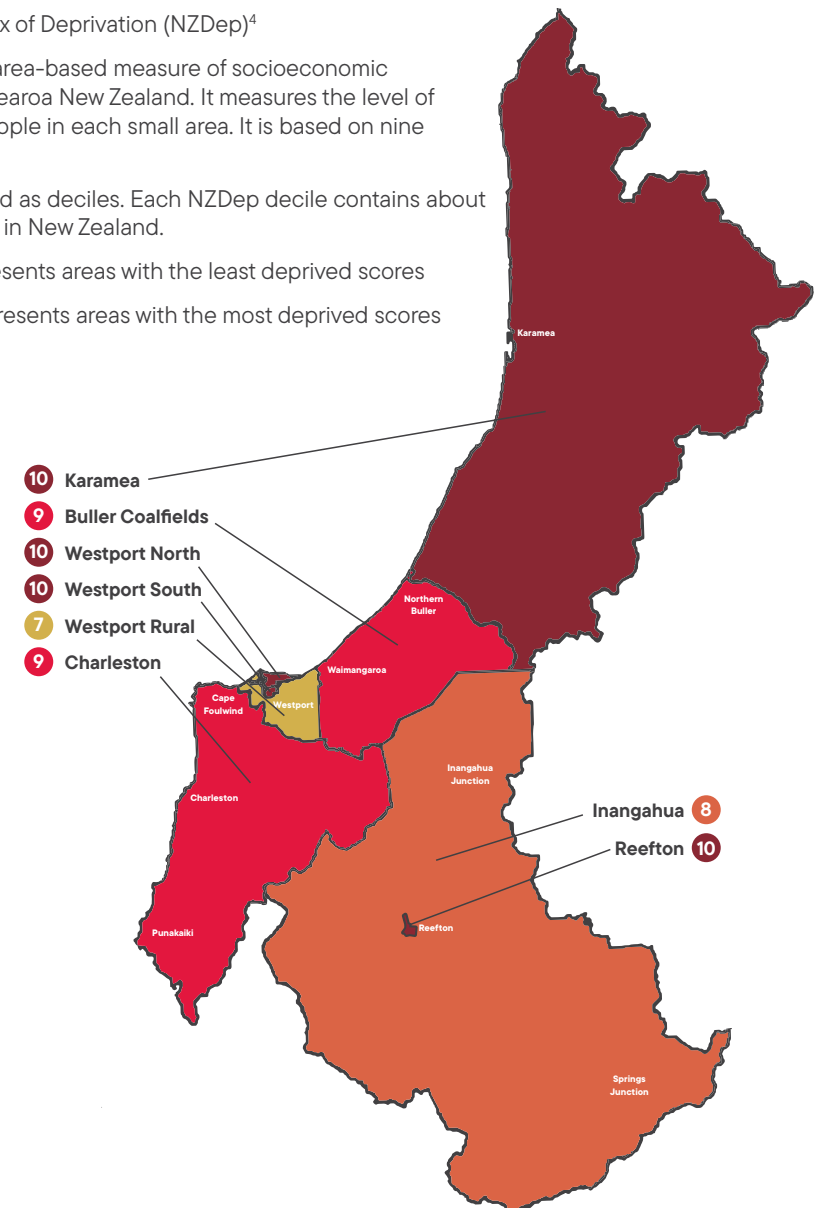 x of Deprivation (NZDep)⁴
area-based measure of socioeconomic
earoa New Zealand. It measures the level of
ople in each small area. It is based on nine
d as deciles. Each NZDep decile contains about
in New Zealand.
esents areas with the least deprived scores
resents areas with the most deprived scores
Karamea
10 Karamea
9 Buller Coalfields
10 Westport North
10 Westport South
7 Westport Rural
9 Charleston
Northern
Buller
Waimangaroa
Cape
Foulwind
Westport
Inangahua
Junction
Charleston
Inangahua 8
Reefton 10
Reefton
Punakaiki
Springs
Junction